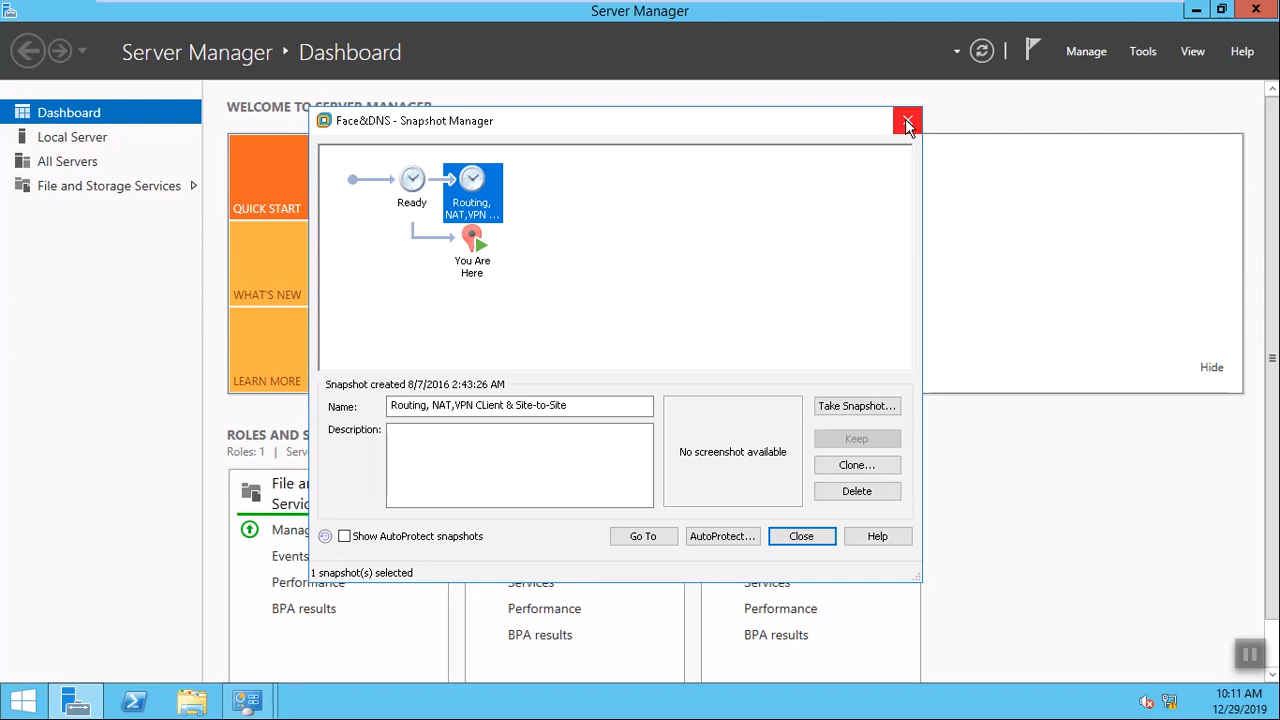 Server Manager
Server Manager ‣ Dashboard
Manage Tools View Help
Dashboard
Local Server
All Servers
File and Storage Services
WELCOME TO SERVER MANAGER
QUICK START
WHAT'S NEW
LEARN MORE
Hide
Face&DNS - Snapshot Manager
Ready
Routing,
NAT,VPN ...
You Are
Here
Snapshot created 8/7/2016 2:43:26 AM
Name: Routing, NAT,VPN CLient & Site-to-Site
Description:
No screenshot available
Take Snapshot...
Keep
Clone...
Delete
Show AutoProtect snapshots
Go To
AutoProtect...
Close
Help
1 snapshot(s) selected
ROLES AND S
Roles: 1 | Serv
File an
Servic
Manag
Events
Performance
BPA results
Services
Performance
BPA results
Services
Performance
BPA results
10:11 AM
12/29/2019